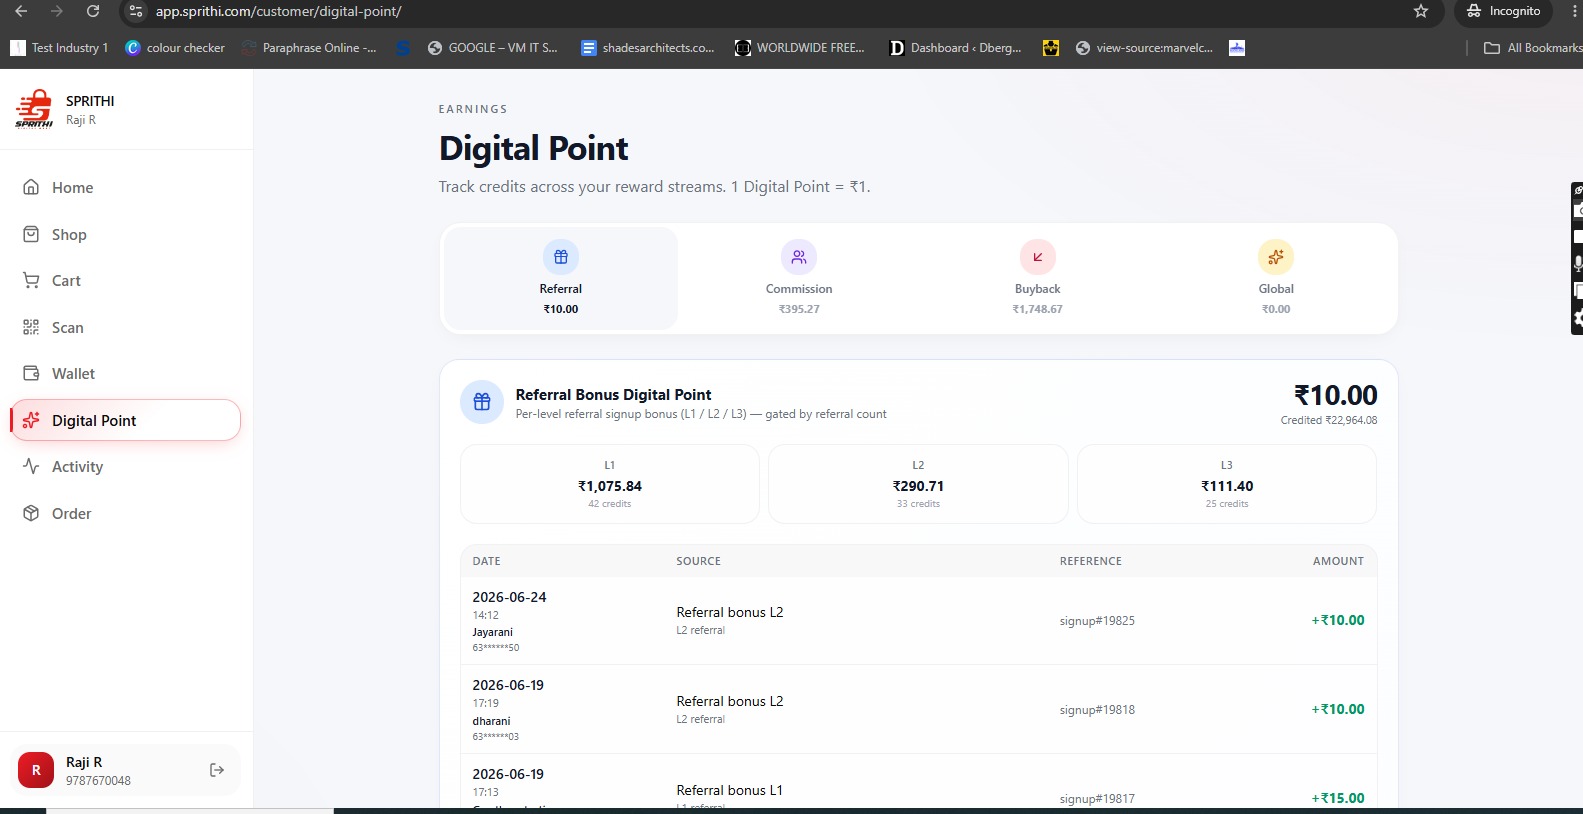 app.sprithi.com/customer/digital-point/
Incognito
Test Industry 1
colour checker
Paraphrase Online -...
GOOGLE – VM IT S...
shadesarchitects.co...
WORLDWIDE FREE...
Dashboard ‹ Dberg...
view-source:marvelc...
All Bookmarks
SPRITHI
SPRITHI
Raji R
Home
Shop
Cart
Scan
Wallet
Digital Point
Activity
Order
Raji R
R
9787670048
EARNINGS
Digital Point
Track credits across your reward streams. 1 Digital Point = ₹1.
Referral
₹10.00
Commission
₹395.27
Buyback
₹1,748.67
Global
₹0.00
Referral Bonus Digital Point
Per-level referral signup bonus (L1 / L2 / L3) — gated by referral count
₹10.00
Credited ₹22,964.08
L1
₹1,075.84
42 credits
L2
₹290.71
33 credits
L3
₹111.40
25 credits
DATE SOURCE REFERENCE AMOUNT
2026-06-24
14:12
Jayarani
63******50
Referral bonus L2
L2 referral
signup#19825
+₹10.00
2026-06-19
17:19
dharani
63******03
Referral bonus L2
L2 referral
signup#19818
+₹10.00
2026-06-19
17:13
Referral bonus L1
L1 referral
signup#19817
+₹15.00